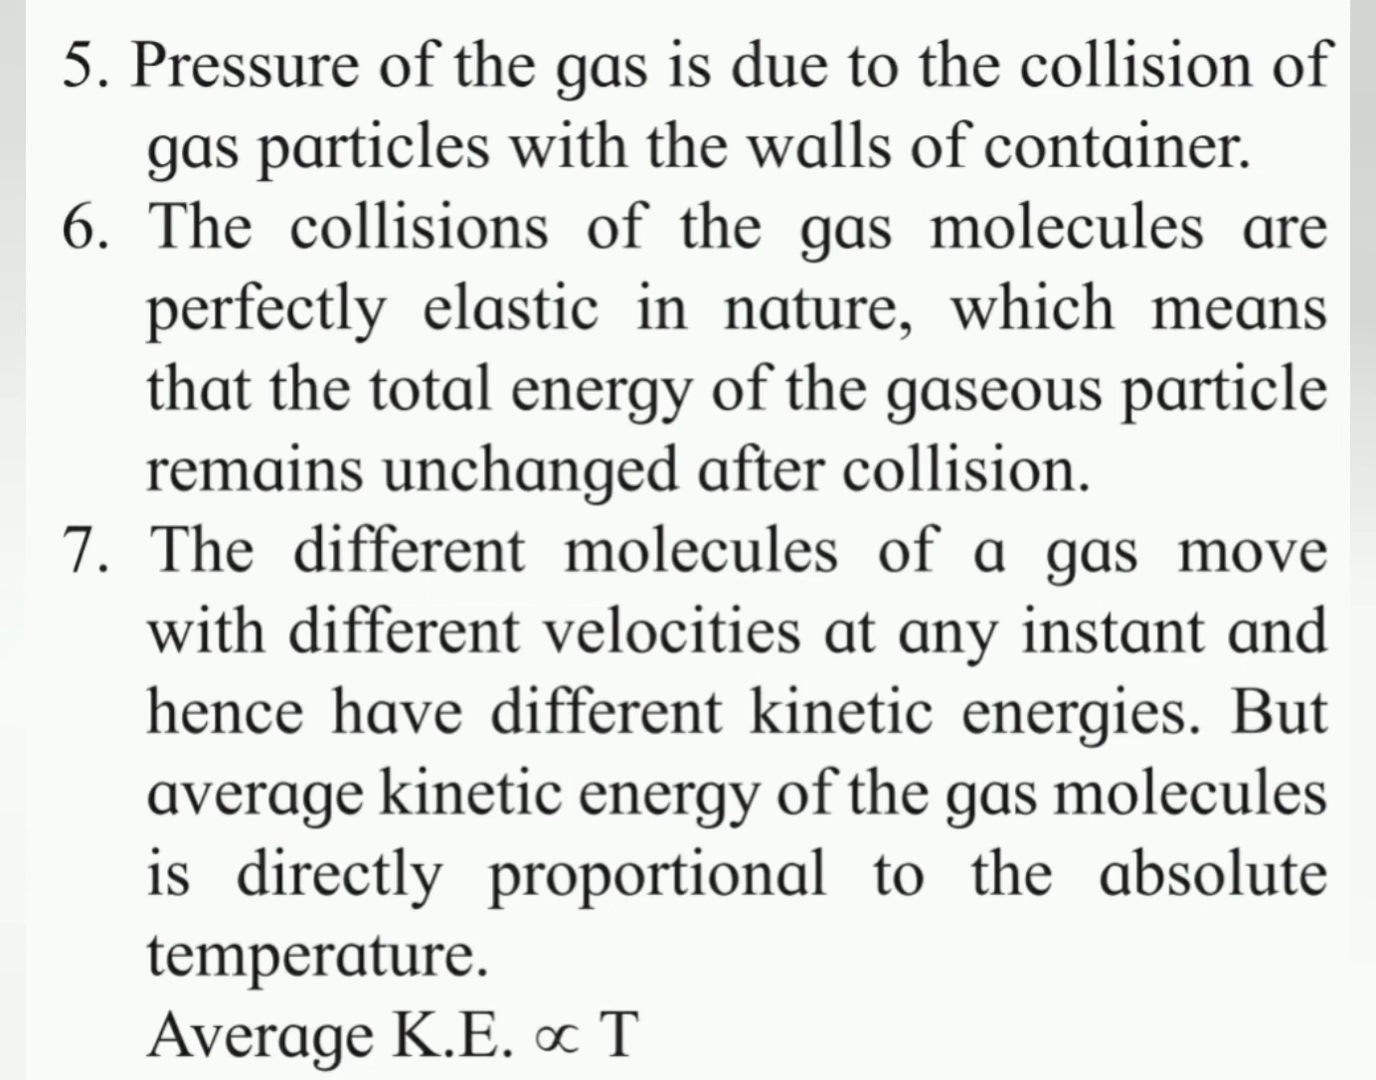 5. Pressure of the gas is due to the collision of
gas particles with the walls of container.
6. The collisions of the gas molecules are
perfectly elastic in nature, which means
that the total energy of the gaseous particle
remains unchanged after collision.
7. The different molecules of a gas move
with different velocities at any instant and
hence have different kinetic energies. But
average kinetic energy of the gas molecules
is directly proportional to the absolute
temperature.
Average K.E. ∝ T